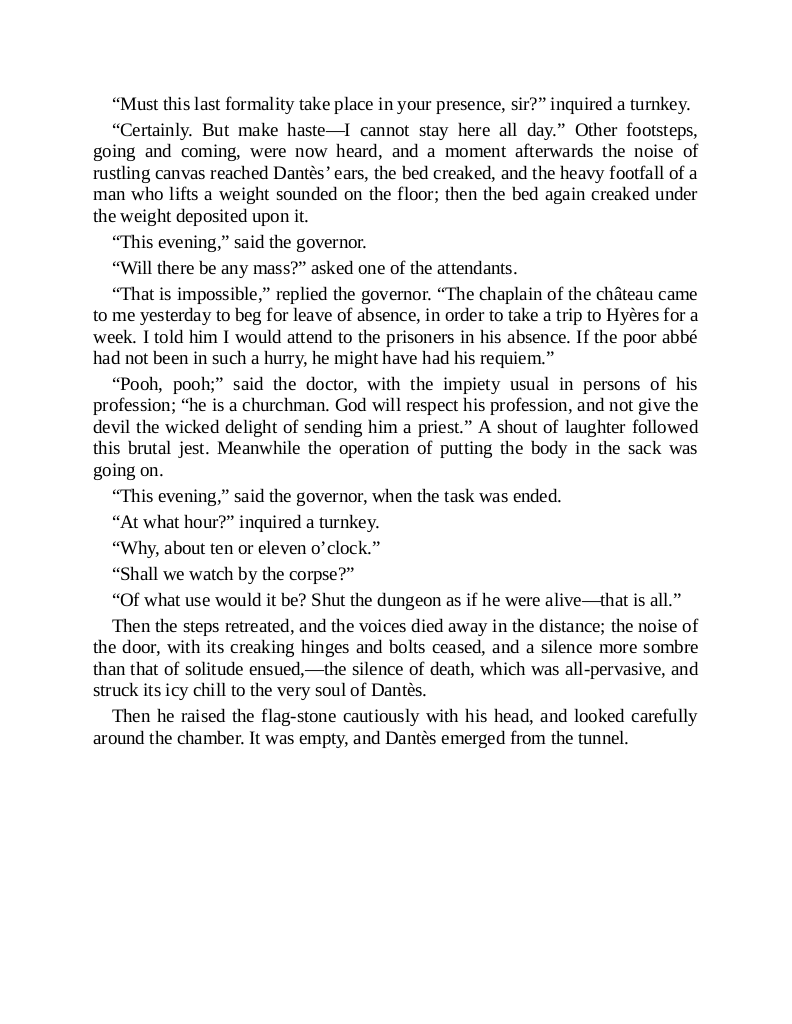 “Must this last formality take place in your presence, sir?” inquired a turnkey.
“Certainly. But make haste—I cannot stay here all day.” Other footsteps,
going and coming, were now heard, and a moment afterwards the noise of
rustling canvas reached Dantès’ ears, the bed creaked, and the heavy footfall of a
man who lifts a weight sounded on the floor; then the bed again creaked under
the weight deposited upon it.
“This evening,” said the governor.
“Will there be any mass?” asked one of the attendants.
“That is impossible,” replied the governor. “The chaplain of the château came
to me yesterday to beg for leave of absence, in order to take a trip to Hyères for a
week. I told him I would attend to the prisoners in his absence. If the poor abbé
had not been in such a hurry, he might have had his requiem.”
“Pooh, pooh;” said the doctor, with the impiety usual in persons of his
profession; “he is a churchman. God will respect his profession, and not give the
devil the wicked delight of sending him a priest.” A shout of laughter followed
this brutal jest. Meanwhile the operation of putting the body in the sack was
going on.
“This evening,” said the governor, when the task was ended.
“At what hour?” inquired a turnkey.
“Why, about ten or eleven o’clock.”
“Shall we watch by the corpse?”
“Of what use would it be? Shut the dungeon as if he were alive—that is all.”
Then the steps retreated, and the voices died away in the distance; the noise of
the door, with its creaking hinges and bolts ceased, and a silence more sombre
than that of solitude ensued,—the silence of death, which was all-pervasive, and
struck its icy chill to the very soul of Dantès.
Then he raised the flag-stone cautiously with his head, and looked carefully
around the chamber. It was empty, and Dantès emerged from the tunnel.